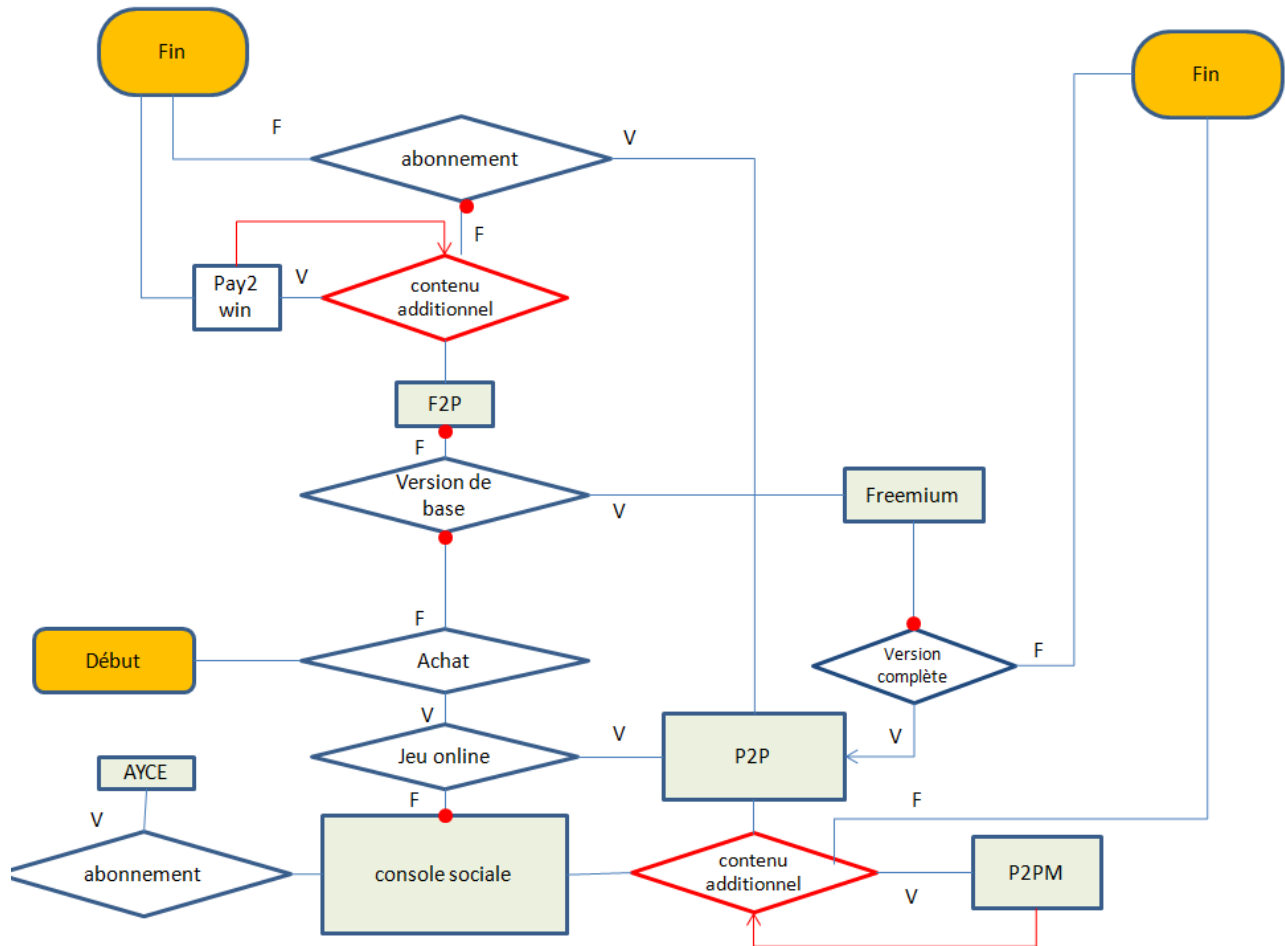 Fin
Fin
F
abonnement
V
F
Pay2
win
V
contenu
additionnel
F2P
F
Version de
base
V
Freemium
F
Début
Achat
Version
complète
F
V
Jeu online
V
P2P
V
AYCE
F
F
V
abonnement
console sociale
contenu
additionnel
V
P2PM